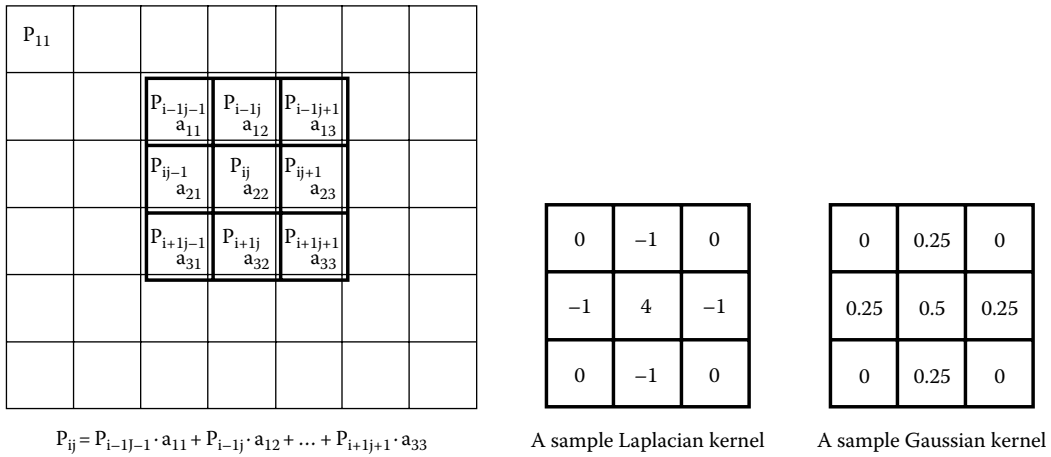 P₁₁
Pᵢ₋₁ⱼ₋₁ Pᵢ₋₁ⱼ Pᵢ₋₁ⱼ₊₁
a₁₁ a₁₂ a₁₃
Pᵢⱼ₋₁ Pᵢⱼ Pᵢⱼ₊₁
a₂₁ a₂₂ a₂₃
Pᵢ₊₁ⱼ₋₁ Pᵢ₊₁ⱼ Pᵢ₊₁ⱼ₊₁
a₃₁ a₃₂ a₃₃
Pᵢⱼ = Pᵢ₋₁J₋₁ · a₁₁ + Pᵢ₋₁ⱼ · a₁₂ + ... + Pᵢ₊₁ⱼ₊₁ · a₃₃
0 –1 0
–1 4 –1
0 –1 0
A sample Laplacian kernel
0 0.25 0
0.25 0.5 0.25
0 0.25 0
A sample Gaussian kernel